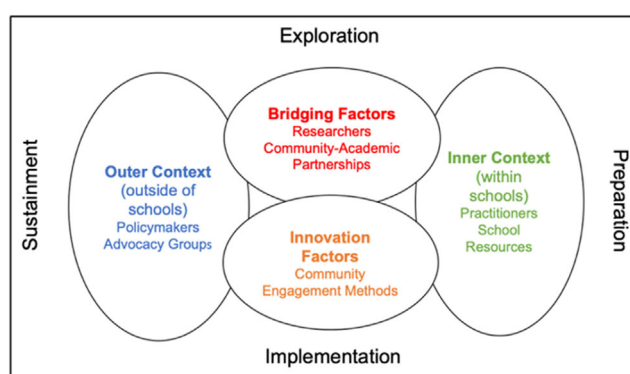 Exploration
Sustainment
Outer Context
(outside of
schools)
Policymakers
Advocacy Groups
Bridging Factors
Researchers
Community-Academic
Partnerships
Innovation
Factors
Community
Engagement Methods
Inner Context
(within
schools)
Practitioners
School
Resources
Preparation
Implementation